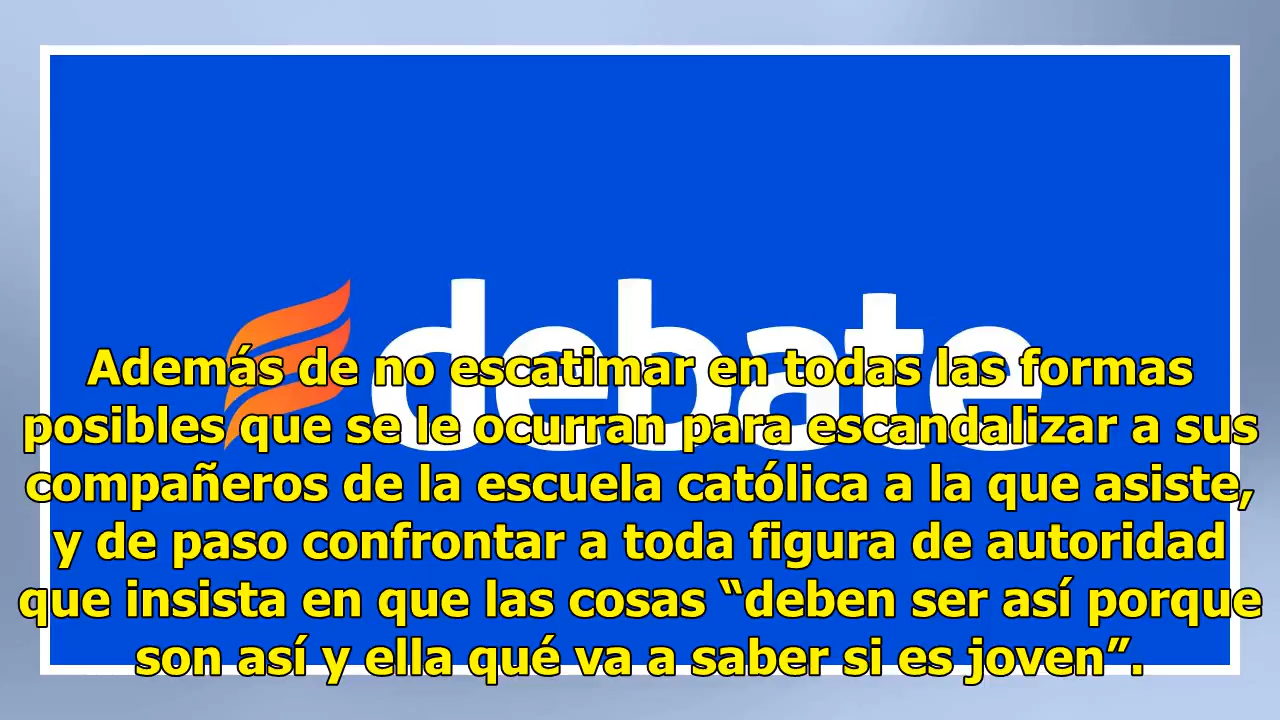 debate
Además de no escatimar en todas las formas
posibles que se le ocurran para escandalizar a sus
compañeros de la escuela católica a la que asiste,
y de paso confrontar a toda figura de autoridad
que insista en que las cosas “deben ser así porque
son así y ella qué va a saber si es joven”.